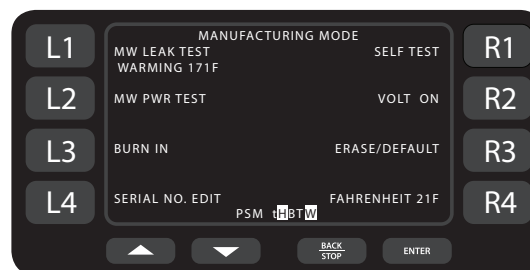 MANUFACTURING MODE
L1 MW LEAK TEST SELF TEST R1
WARMING 171F
L2 MW PWR TEST VOLT ON R2
L3 BURN IN ERASE/DEFAULT R3
L4 SERIAL NO. EDIT FAHRENHEIT 21F R4
PSM tHBTW
BACK
STOP
ENTER